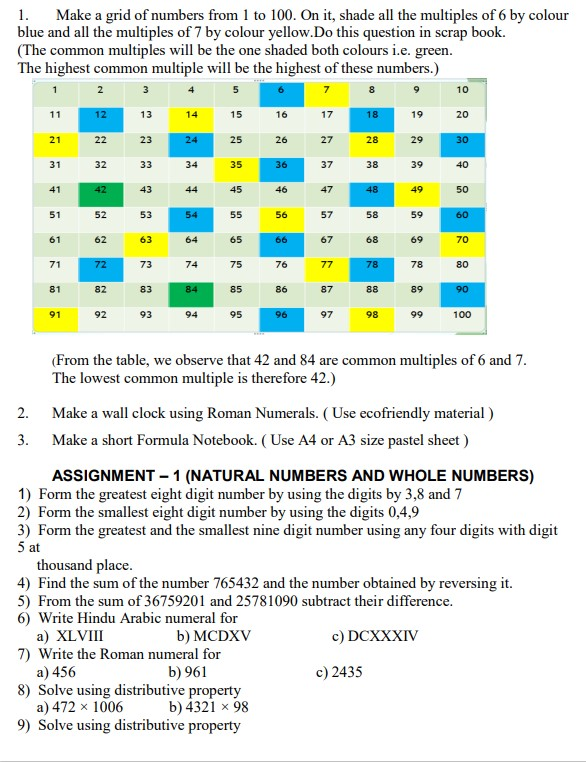 1. Make a grid of numbers from 1 to 100. On it, shade all the multiples of 6 by colour
blue and all the multiples of 7 by colour yellow.Do this question in scrap book.
(The common multiples will be the one shaded both colours i.e. green.
The highest common multiple will be the highest of these numbers.)
1 2 3 4 5 6 7 8 9 10
11 12 13 14 15 16 17 18 19 20
21 22 23 24 25 26 27 28 29 30
31 32 33 34 35 36 37 38 39 40
41 42 43 44 45 46 47 48 49 50
51 52 53 54 55 56 57 58 59 60
61 62 63 64 65 66 67 68 69 70
71 72 73 74 75 76 77 78 78 80
81 82 83 84 85 86 87 88 89 90
91 92 93 94 95 96 97 98 99 100
(From the table, we observe that 42 and 84 are common multiples of 6 and 7.
The lowest common multiple is therefore 42.)
2. Make a wall clock using Roman Numerals. ( Use ecofriendly material )
3. Make a short Formula Notebook. ( Use A4 or A3 size pastel sheet )
ASSIGNMENT – 1 (NATURAL NUMBERS AND WHOLE NUMBERS)
1) Form the greatest eight digit number by using the digits by 3,8 and 7
2) Form the smallest eight digit number by using the digits 0,4,9
3) Form the greatest and the smallest nine digit number using any four digits with digit
5 at
thousand place.
4) Find the sum of the number 765432 and the number obtained by reversing it.
5) From the sum of 36759201 and 25781090 subtract their difference.
6) Write Hindu Arabic numeral for
a) XLVIII b) MCDXV c) DCXXXIV
7) Write the Roman numeral for
a) 456 b) 961 c) 2435
8) Solve using distributive property
a) 472 × 1006 b) 4321 × 98
9) Solve using distributive property